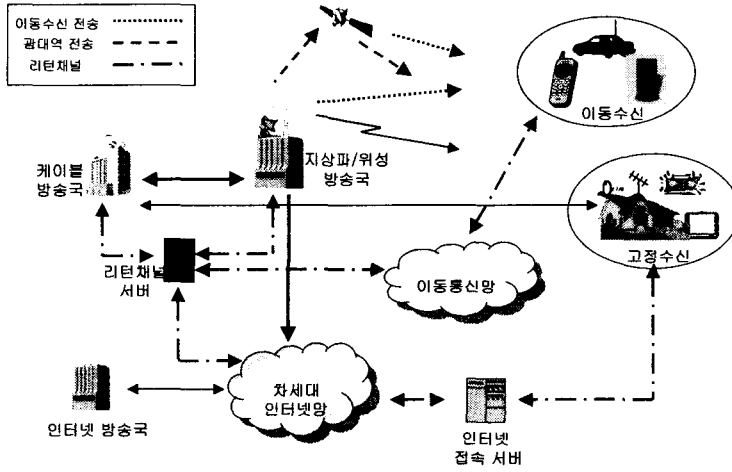 이동수신 전송
광대역 전송
리턴채널
이동수신
지상파/위성
방송국
케이블
방송국
고정수신
리턴채널
서버
이동통신망
차세대
인터넷망
인터넷 방송국
인터넷
접속 서버